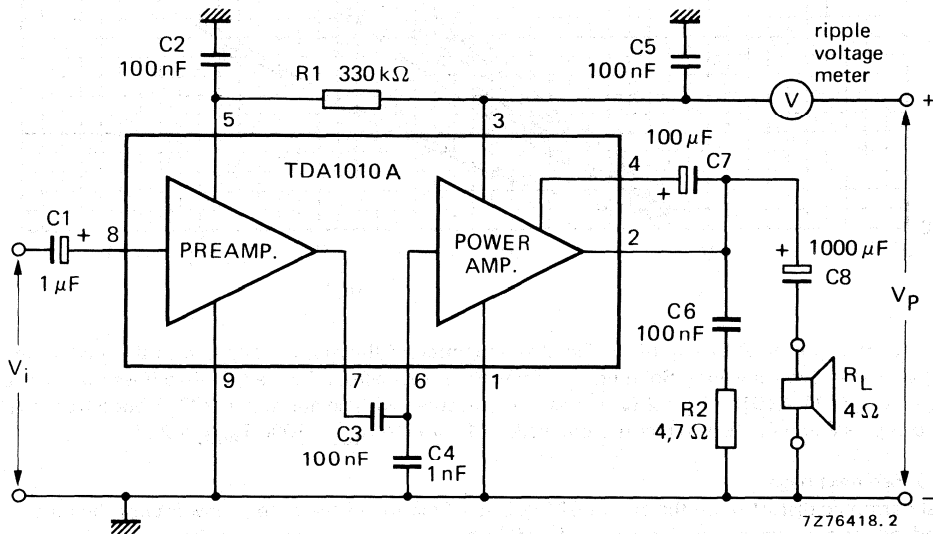 C2
100 nF
R1 330 kΩ
C5
100 nF
ripple
voltage
meter
V
+
5
3
TDA1010A
100 µF
4
C7
+
C1
+
8
1 µF
PREAMP.
POWER
AMP.
2
+
1000 µF
C8
C6
100 nF
V_P
V_i
9
7
6
1
C3
100 nF
C4
1 nF
R2
4,7 Ω
R_L
4 Ω
–
7Z76418.2